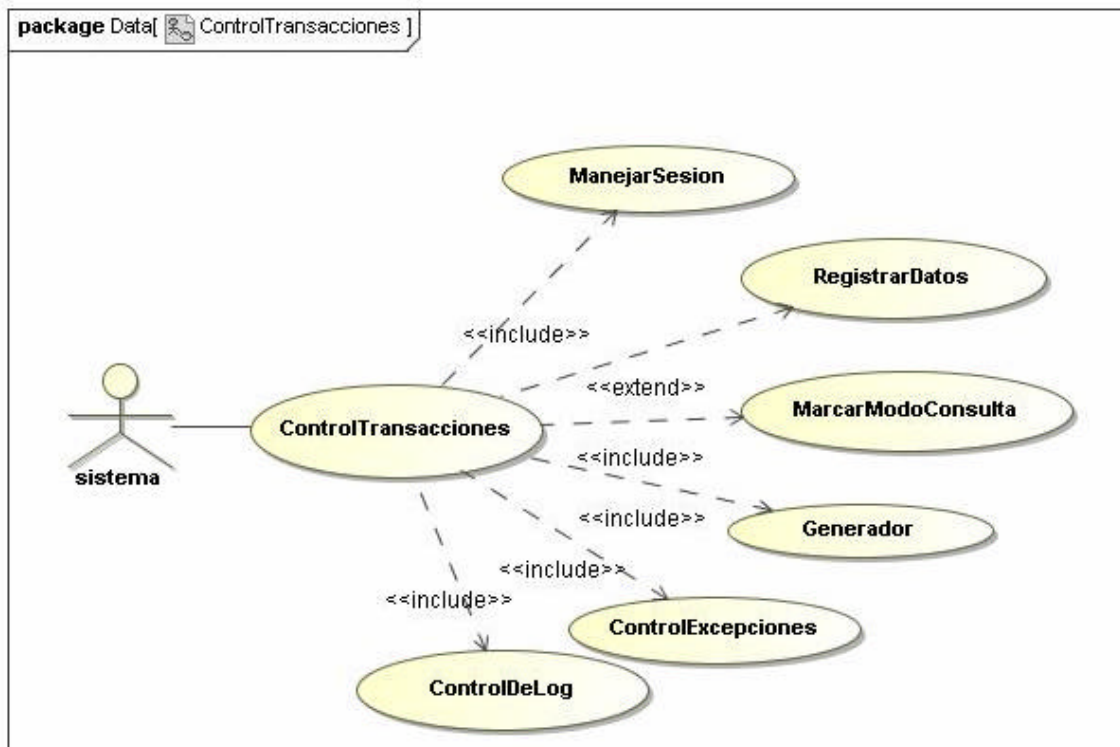 package Data[ ControlTransacciones ]
ManejarSesion
RegistrarDatos
<<include>>
<<extend>>
MarcarModoConsulta
ControlTransacciones
<<include>>
sistema
<<include>>
Generador
<<include>>
<<include>>
ControlExcepciones
ControlDeLog